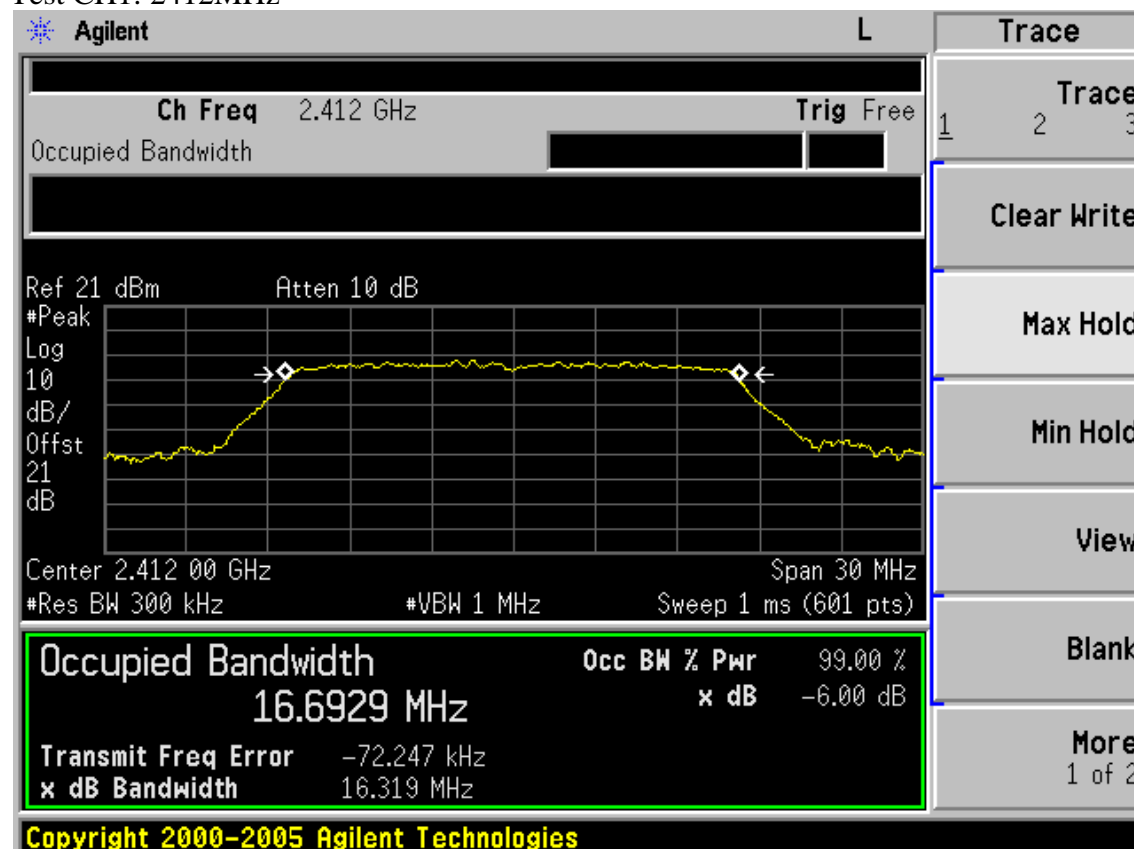 Test CH1: 2412MHz
Agilent L Trace
Ch Freq 2.412 GHz Trig Free
Occupied Bandwidth
Trace
1 2 3
Clear Write
Max Hold
Min Hold
View
Blank
More
1 of 2
Ref 21 dBm Atten 10 dB
#Peak
Log
10
dB/
Offst
21
dB
Center 2.412 00 GHz Span 30 MHz
#Res BW 300 kHz #VBW 1 MHz Sweep 1 ms (601 pts)
Occupied Bandwidth Occ BW % Pwr 99.00 %
16.6929 MHz x dB -6.00 dB
Transmit Freq Error -72.247 kHz
x dB Bandwidth 16.319 MHz
Copyright 2000-2005 Agilent Technologies